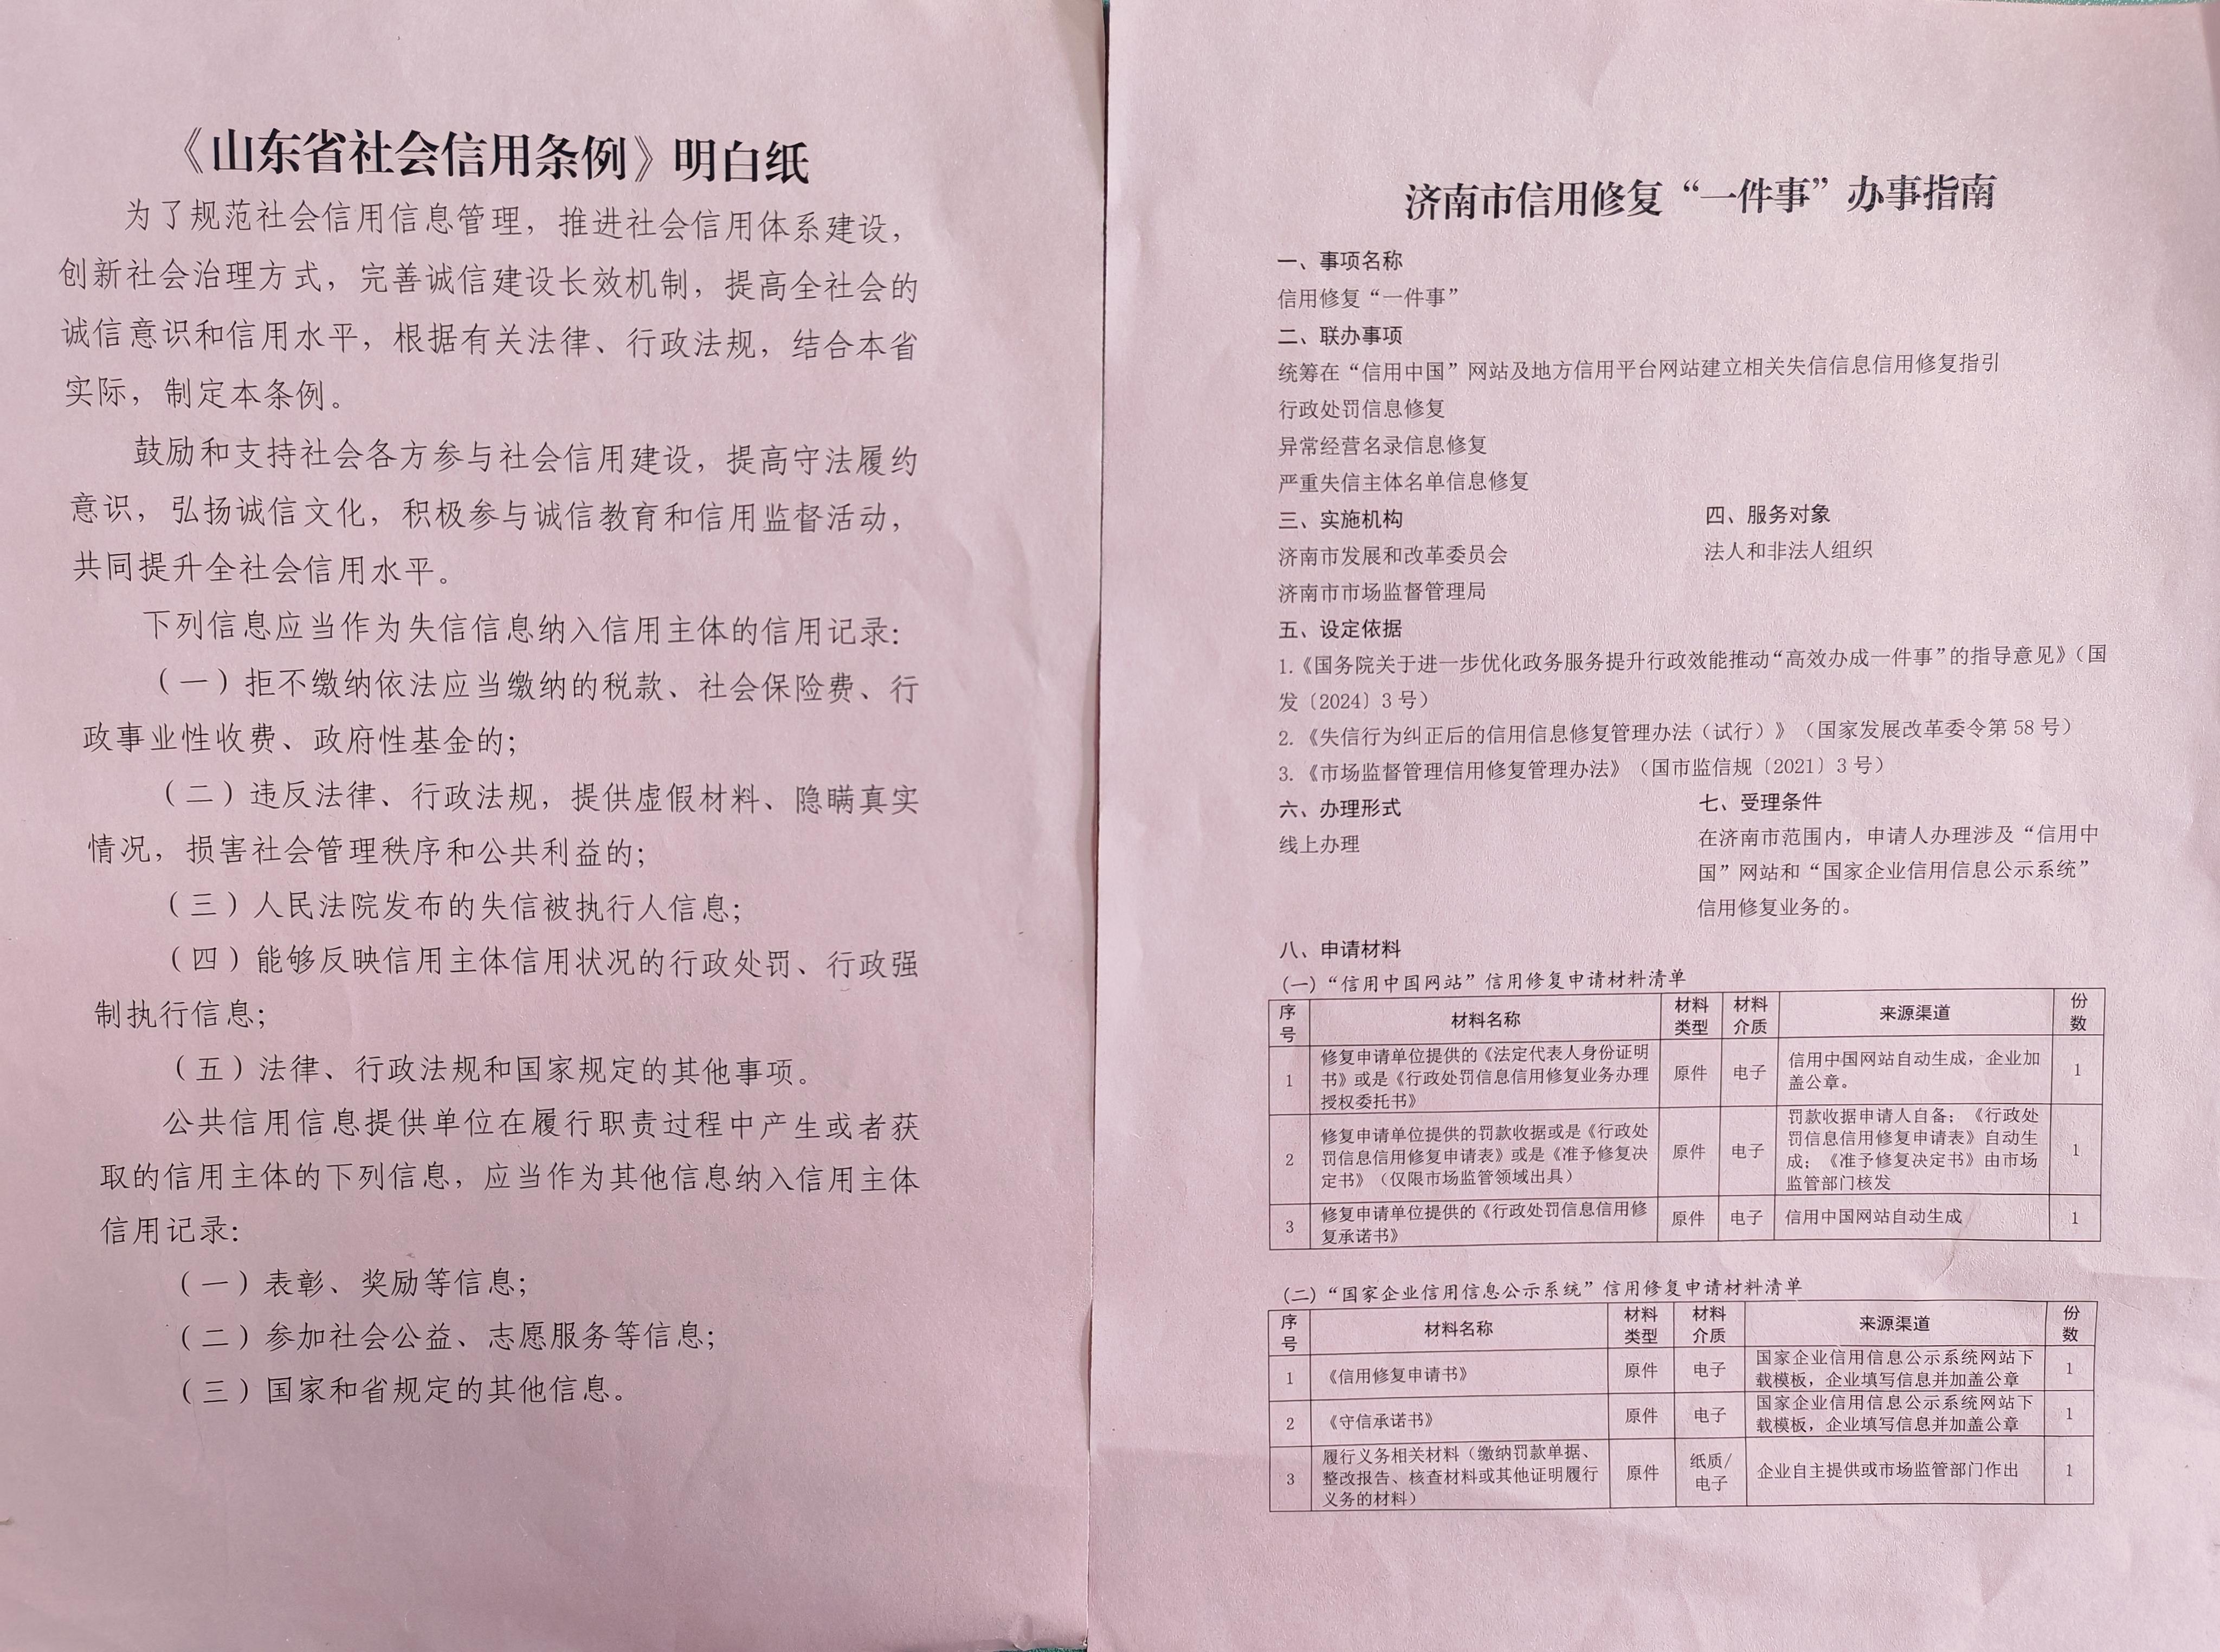 《山东省社会信用条例》明白纸
为了规范社会信用信息管理，推进社会信用体系建设，
创新社会治理方式，完善诚信建设长效机制，提高全社会的
诚信意识和信用水平，根据有关法律、行政法规，结合本省
实际，制定本条例。
鼓励和支持社会各方参与社会信用建设，提高守法履约
意识，弘扬诚信文化，积极参与诚信教育和信用监督活动，
共同提升全社会信用水平。
下列信息应当作为失信信息纳入信用主体的信用记录：
（一）拒不缴纳依法应当缴纳的税款、社会保险费、行
政事业性收费、政府性基金的；
（二）违反法律、行政法规，提供虚假材料、隐瞒真实
情况，损害社会管理秩序和公共利益的；
（三）人民法院发布的失信被执行人信息；
（四）能够反映信用主体信用状况的行政处罚、行政强
制执行信息；
（五）法律、行政法规和国家规定的其他事项。
公共信用信息提供单位在履行职责过程中产生或者获
取的信用主体的下列信息，应当作为其他信息纳入信用主体
信用记录：
（一）表彰、奖励等信息；
（二）参加社会公益、志愿服务等信息；
（三）国家和省规定的其他信息。
济南市信用修复“一件事”办事指南
一、事项名称
信用修复“一件事”
二、联办事项
统筹在“信用中国”网站及地方信用平台网站建立相关失信信息信用修复指引
行政处罚信息修复
异常经营名录信息修复
严重失信主体名单信息修复
三、实施机构
济南市发展和改革委员会
济南市市场监督管理局
四、服务对象
法人和非法人组织
五、设定依据
1.《国务院关于进一步优化政务服务提升行政效能推动“高效办成一件事”的指导意见》（国
发〔2024〕3号）
2.《失信行为纠正后的信用信息修复管理办法（试行）》（国家发展改革委令第58号）
3.《市场监督管理信用修复管理办法》（国市监信规〔2021〕3号）
六、办理形式
线上办理
七、受理条件
在济南市范围内，申请人办理涉及“信用中
国”网站和“国家企业信用信息公示系统”
信用修复业务的。
八、申请材料
（一）“信用中国网站”信用修复申请材料清单
序号 材料名称 材料类型 材料介质 来源渠道 份数
1 修复申请单位提供的《法定代表人身份证明书》或是《行政处罚信息信用修复业务办理授权委托书》 原件 电子 信用中国网站自动生成，企业加盖公章。 1
2 修复申请单位提供的罚款收据或是《行政处罚信息信用修复申请表》或是《准予修复决定书》（仅限市场监管领域出具） 原件 电子 罚款收据申请人自备；《行政处罚信息信用修复申请表》自动生成；《准予修复决定书》由市场监管部门核发 1
3 修复申请单位提供的《行政处罚信息信用修复承诺书》 原件 电子 信用中国网站自动生成 1
（二）“国家企业信用信息公示系统”信用修复申请材料清单
序号 材料名称 材料类型 材料介质 来源渠道 份数
1 《信用修复申请书》 原件 电子 国家企业信用信息公示系统网站下载模板，企业填写信息并加盖公章 1
2 《守信承诺书》 原件 电子 国家企业信用信息公示系统网站下载模板，企业填写信息并加盖公章 1
3 履行义务相关材料（缴纳罚款单据、整改报告、核查材料或其他证明履行义务的材料） 原件 纸质/电子 企业自主提供或市场监管部门作出 1